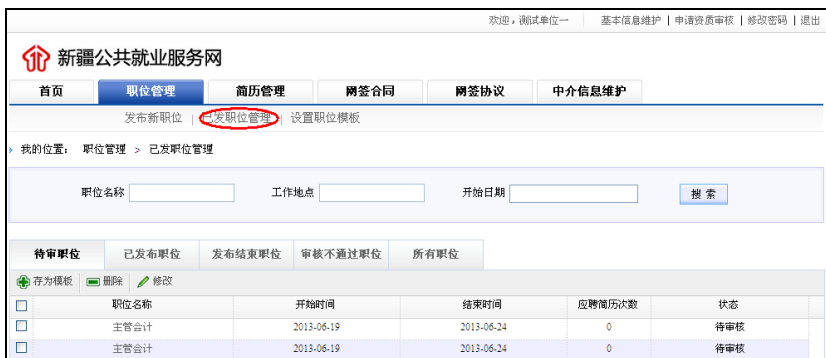 欢迎，测试单位一 基本信息维护 | 申请资质审核 | 修改密码 | 退出
新疆公共就业服务网
首页 职位管理 简历管理 网签合同 网签协议 中介信息维护
发布新职位 | 已发职位管理 | 设置职位模板
我的位置： 职位管理 > 已发职位管理
职位名称 工作地点 开始日期 搜 索
待审职位 已发布职位 发布结束职位 审核不通过职位 所有职位
存为模板 删除 修改
职位名称 开始时间 结束时间 应聘简历次数 状态
主管会计 2013-06-19 2013-06-24 0 待审核
主管会计 2013-06-19 2013-06-24 0 待审核